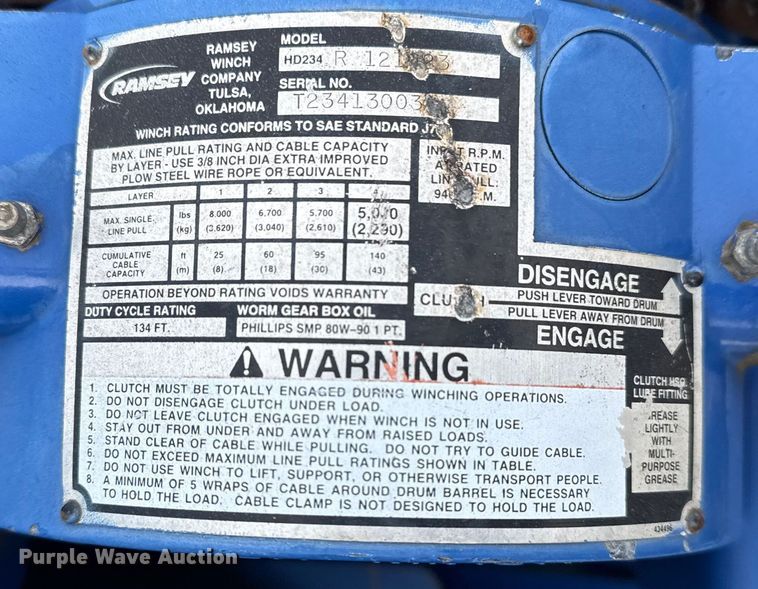 RAMSEY
RAMSEY
WINCH
COMPANY
TULSA,
OKLAHOMA
MODEL
HD234 R
SERIAL NO.
WINCH RATING CONFORMS TO SAE STANDARD
MAX. LINE PULL RATING AND CABLE CAPACITY
BY LAYER - USE 3/8 INCH DIA EXTRA IMPROVED
PLOW STEEL WIRE ROPE OR EQUIVALENT.
LAYER 1 2 3 4
MAX. SINGLE LINE PULL lbs 8.000 6,700 5.700
(kg) (3.620) (3.040) (2.610)
CUMULATIVE CABLE CAPACITY ft 25 60 95 140
(m) (8) (18) (30) (43)
OPERATION BEYOND RATING VOIDS WARRANTY
DUTY CYCLE RATING
134 FT.
WORM GEAR BOX OIL
PHILLIPS SMP 80W-90 1 PT.
INPUT R.P.M.
AT RATED
LINE PULL:
DISENGAGE
CLUTCH
PUSH LEVER TOWARD DRUM
PULL LEVER AWAY FROM DRUM
ENGAGE
WARNING
1. CLUTCH MUST BE TOTALLY ENGAGED DURING WINCHING OPERATIONS.
2. DO NOT DISENGAGE CLUTCH UNDER LOAD.
3. DO NOT LEAVE CLUTCH ENGAGED WHEN WINCH IS NOT IN USE.
4. STAY OUT FROM UNDER AND AWAY FROM RAISED LOADS.
5. STAND CLEAR OF CABLE WHILE PULLING. DO NOT TRY TO GUIDE CABLE.
6. DO NOT EXCEED MAXIMUM LINE PULL RATINGS SHOWN IN TABLE.
7. DO NOT USE WINCH TO LIFT, SUPPORT, OR OTHERWISE TRANSPORT PEOPLE.
8. A MINIMUM OF 5 WRAPS OF CABLE AROUND DRUM BARREL IS NECESSARY
TO HOLD THE LOAD. CABLE CLAMP IS NOT DESIGNED TO HOLD THE LOAD.
CLUTCH HSG.
LUBE FITTING
GREASE
LIGHTLY
WITH
MULTI-
PURPOSE
GREASE
Purple Wave Auction